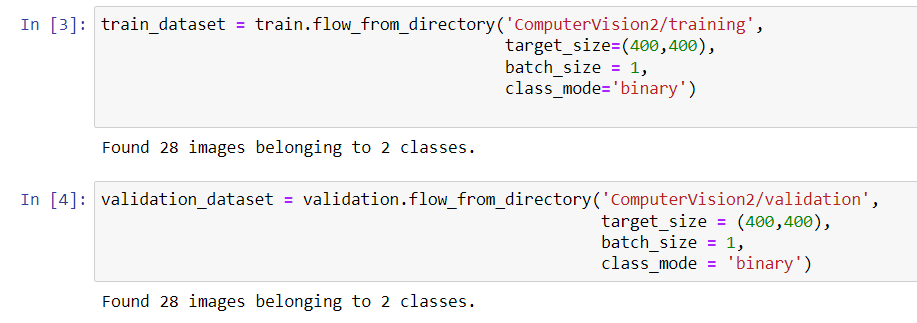 In [3]: train_dataset = train.flow_from_directory('ComputerVision2/training',
target_size=(400,400),
batch_size = 1,
class_mode='binary')
Found 28 images belonging to 2 classes.
In [4]: validation_dataset = validation.flow_from_directory('ComputerVision2/validation',
target_size = (400,400),
batch_size = 1,
class_mode = 'binary')
Found 28 images belonging to 2 classes.